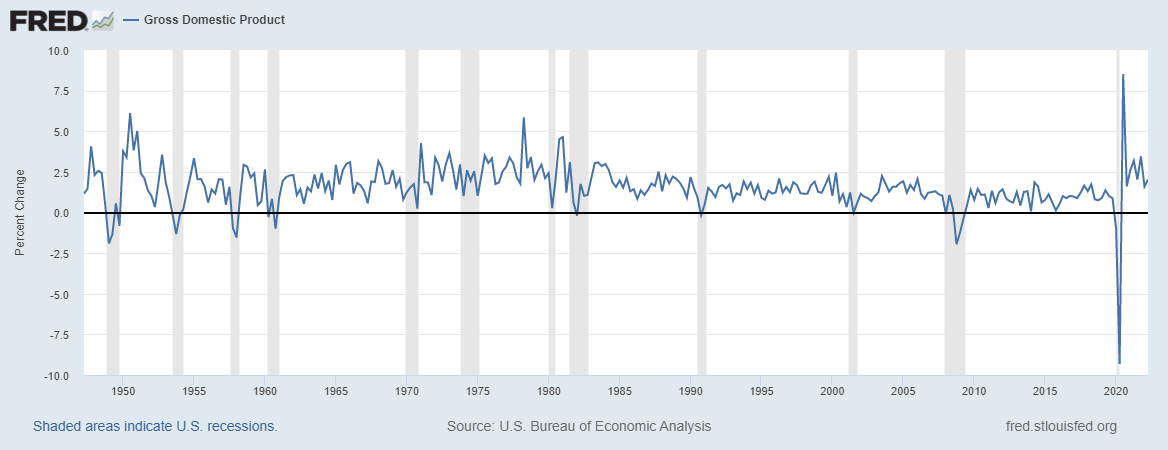 FRED
Gross Domestic Product
Percent Change
10.0
7.5
5.0
2.5
0.0
-2.5
-5.0
-7.5
-10.0
1950 1955 1960 1965 1970 1975 1980 1985 1990 1995 2000 2005 2010 2015 2020
Shaded areas indicate U.S. recessions. Source: U.S. Bureau of Economic Analysis fred.stlouisfed.org